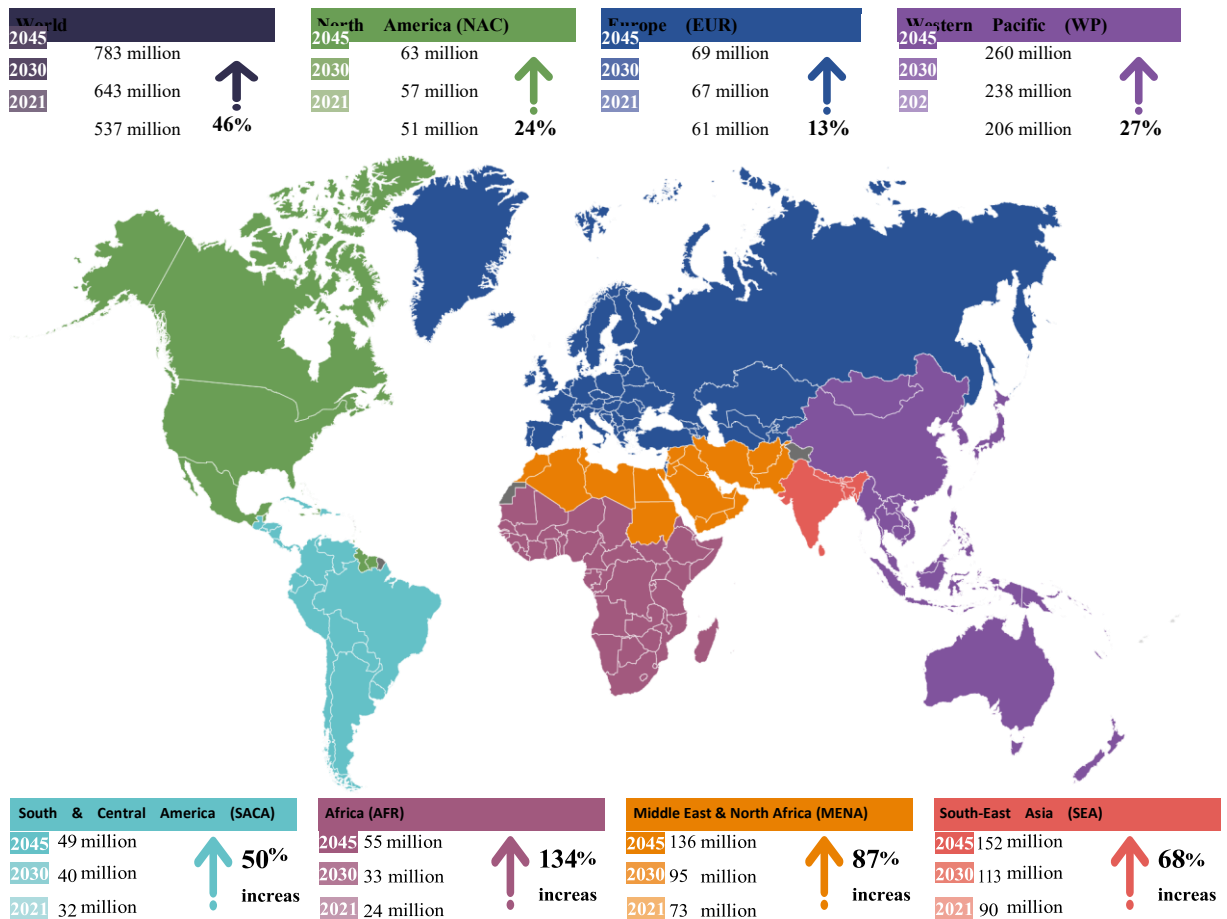 World
2045
783 million
2030
643 million
2021
537 million
46%
North America (NAC)
2045
63 million
2030
57 million
2021
51 million
24%
Europe (EUR)
2045
69 million
2030
67 million
2021
61 million
13%
Western Pacific (WP)
2045
260 million
2030
238 million
202
206 million
27%
South & Central America (SACA)
2045 49 million
2030 40 million
2021 32 million
50%
increas
Africa (AFR)
2045 55 million
2030 33 million
2021 24 million
134%
increas
Middle East & North Africa (MENA)
2045 136 million
2030 95 million
2021 73 million
87%
increas
South-East Asia (SEA)
2045 152 million
2030 113 million
2021 90 million
68%
increas